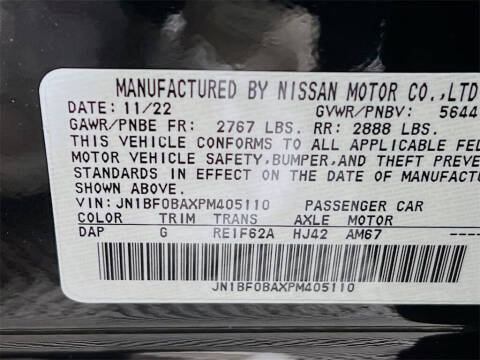 MANUFACTURED BY NISSAN MOTOR CO.,LTD
DATE: 11/22 GVWR/PNBV: 5644
GAWR/PNBE FR: 2767 LBS. RR: 2888 LBS.
THIS VEHICLE CONFORMS TO ALL APPLICABLE FED
MOTOR VEHICLE SAFETY, BUMPER, AND THEFT PREVE
STANDARDS IN EFFECT ON THE DATE OF MANUFACTU
SHOWN ABOVE.
VIN: JN1BF0BAXPM405110 PASSENGER CAR
COLOR TRIM TRANS AXLE MOTOR
DAP G RE1F62A HJ42 AM67 ---
JN1BF0BAXPM405110